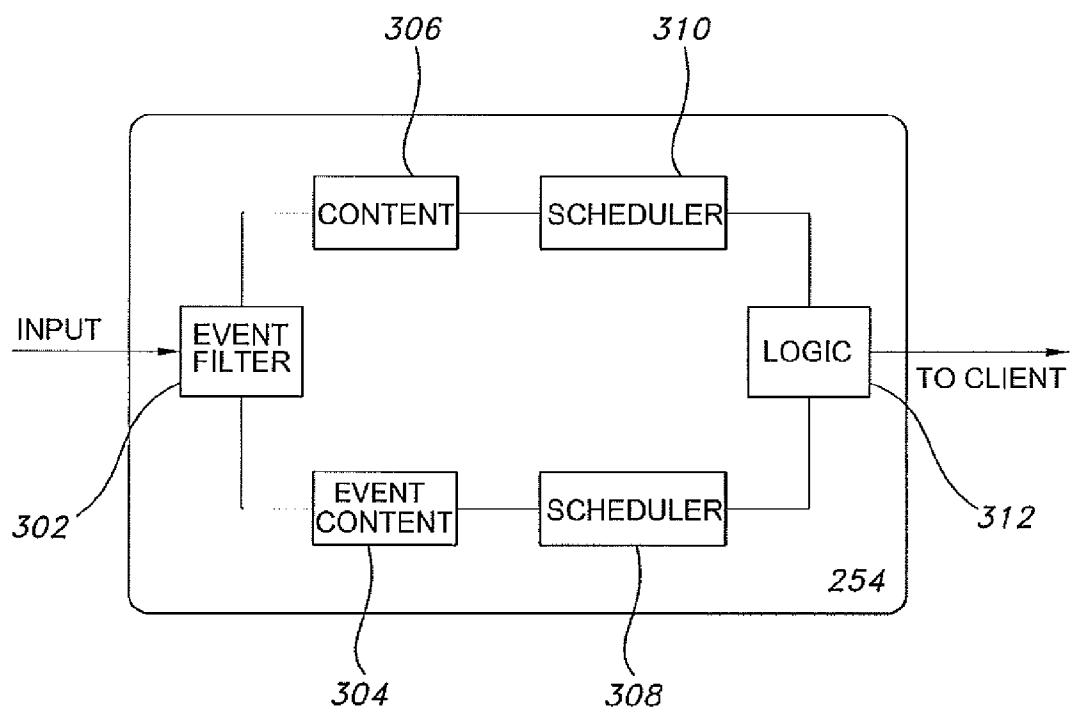 306
310
CONTENT
SCHEDULER
INPUT
EVENT
FILTER
LOGIC
TO CLIENT
EVENT
CONTENT
SCHEDULER
302
312
254
304
308